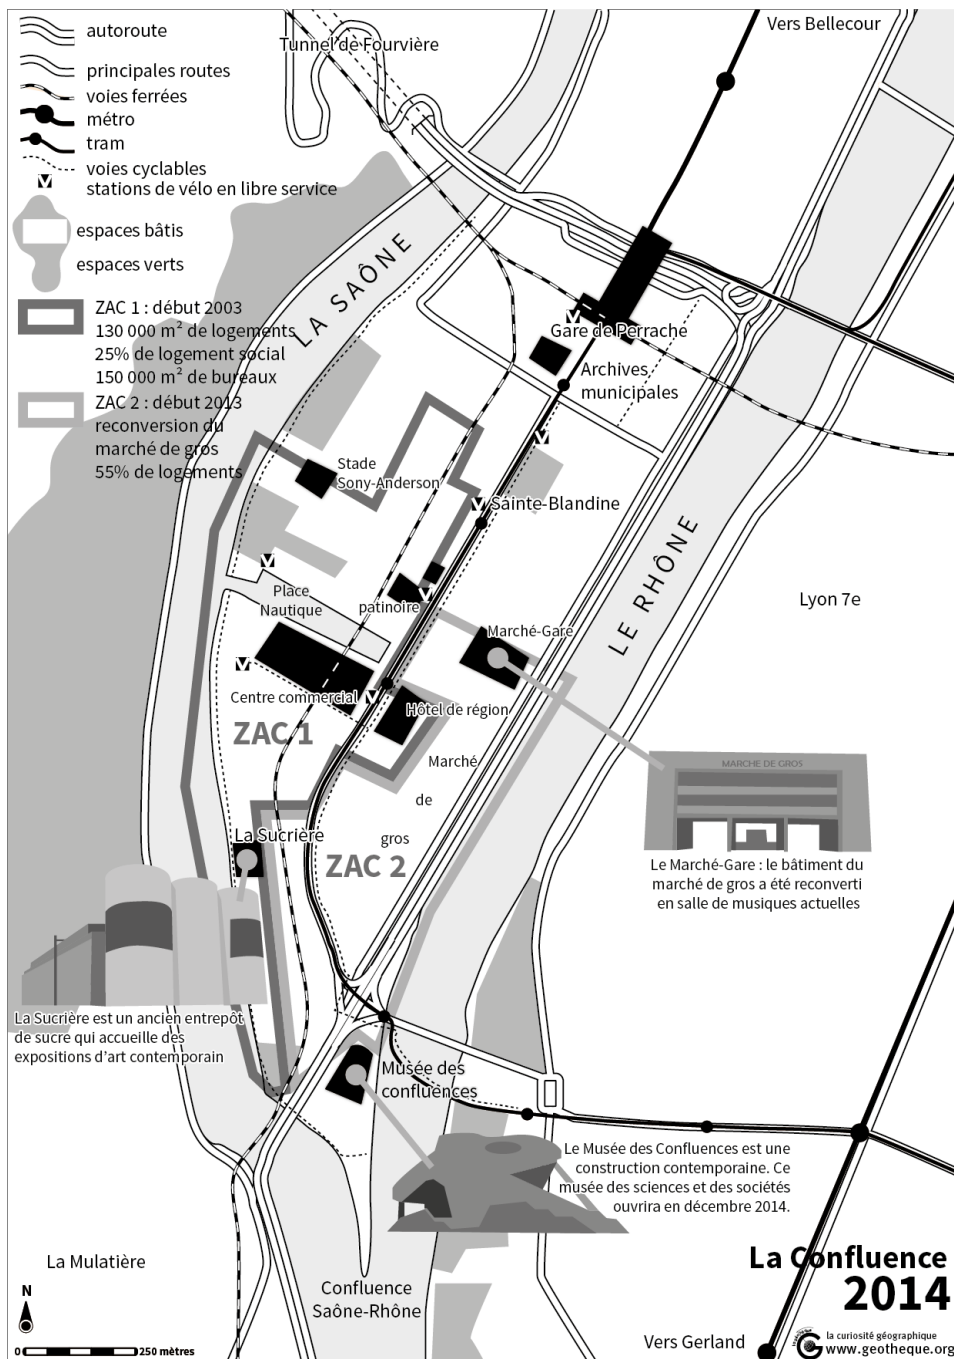 autoroute
principales routes
voies ferrées
métro
tram
voies cyclables
stations de vélo en libre service
espaces bâtis
espaces verts
ZAC 1 : début 2003
130 000 m² de logements
25% de logement social
150 000 m² de bureaux
ZAC 2 : début 2013
reconversion du
marché de gros
55% de logements
Tunnel de Fourvière
Vers Bellecour
LA SAÔNE
Gare de Perrache
Archives
municipales
Stade
Sony-Anderson
Sainte-Blandine
LE RHÔNE
Lyon 7e
Place
Nautique
patinoire
Marché-Gare
Centre commercial
Hôtel de région
ZAC 1
Marché
de
gros
ZAC 2
La Sucrière
MARCHE DE GROS
Le Marché-Gare : le bâtiment du
marché de gros a été reconverti
en salle de musiques actuelles
La Sucrière est un ancien entrepôt
de sucre qui accueille des
expositions d'art contemporain
Musée des
confluences
Le Musée des Confluences est une
construction contemporaine. Ce
musée des sciences et des sociétés
ouvrira en décembre 2014.
La Mulatière
Confluence
Saône-Rhône
Vers Gerland
La Confluence
2014
N
0 250 mètres
la curiosité géographique
www.geotheque.org